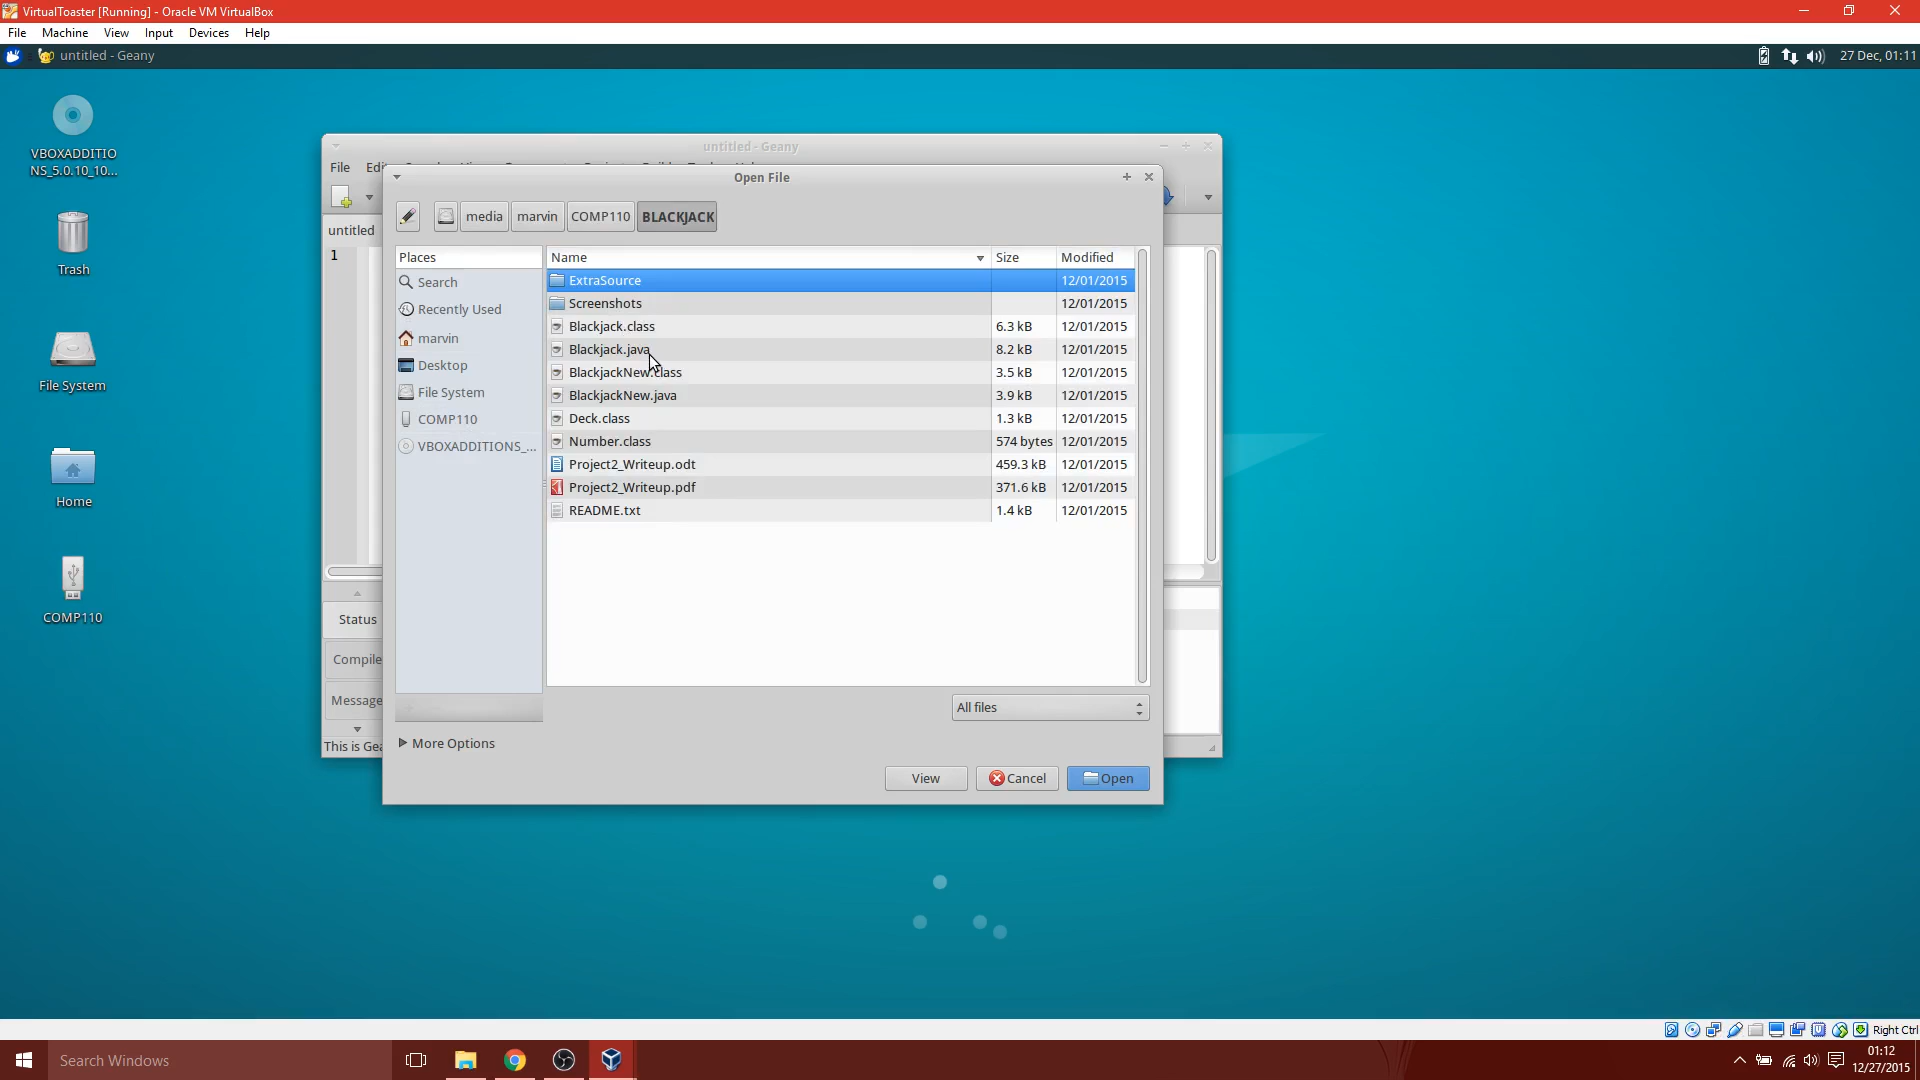 VirtualToaster [Running] - Oracle VM VirtualBox
File Machine View Input Devices Help
untitled - Geany
27 Dec, 01:11
VBOXADDITIO
NS_5.0.10_10...
Trash
File System
Home
COMP110
untitled - Geany
File
untitled
1
Status
Compile
Message
Open File
media marvin COMP110 BLACKJACK
Places
Search
Recently Used
marvin
Desktop
File System
COMP110
VBOXADDITIONS_...
Name Size Modified
ExtraSource 12/01/2015
Screenshots 12/01/2015
Blackjack.class 6.3 kB 12/01/2015
Blackjack.java 8.2 kB 12/01/2015
BlackjackNew.class 3.5 kB 12/01/2015
BlackjackNew.java 3.9 kB 12/01/2015
Deck.class 1.3 kB 12/01/2015
Number.class 574 bytes 12/01/2015
Project2_Writeup.odt 459.3 kB 12/01/2015
Project2_Writeup.pdf 371.6 kB 12/01/2015
README.txt 1.4 kB 12/01/2015
All files
More Options
This is Gea
View Cancel Open
Right Ctrl
Search Windows
01:12
12/27/2015